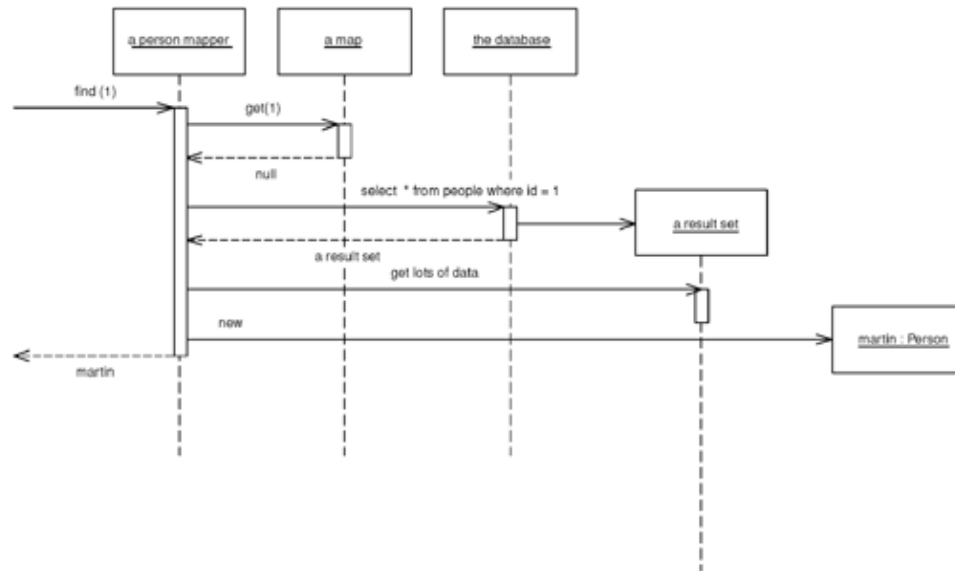 a person mapper
a map
the database
find (1)
get(1)
null
select * from people where id = 1
a result set
a result set
get lots of data
new
martin : Person
martin